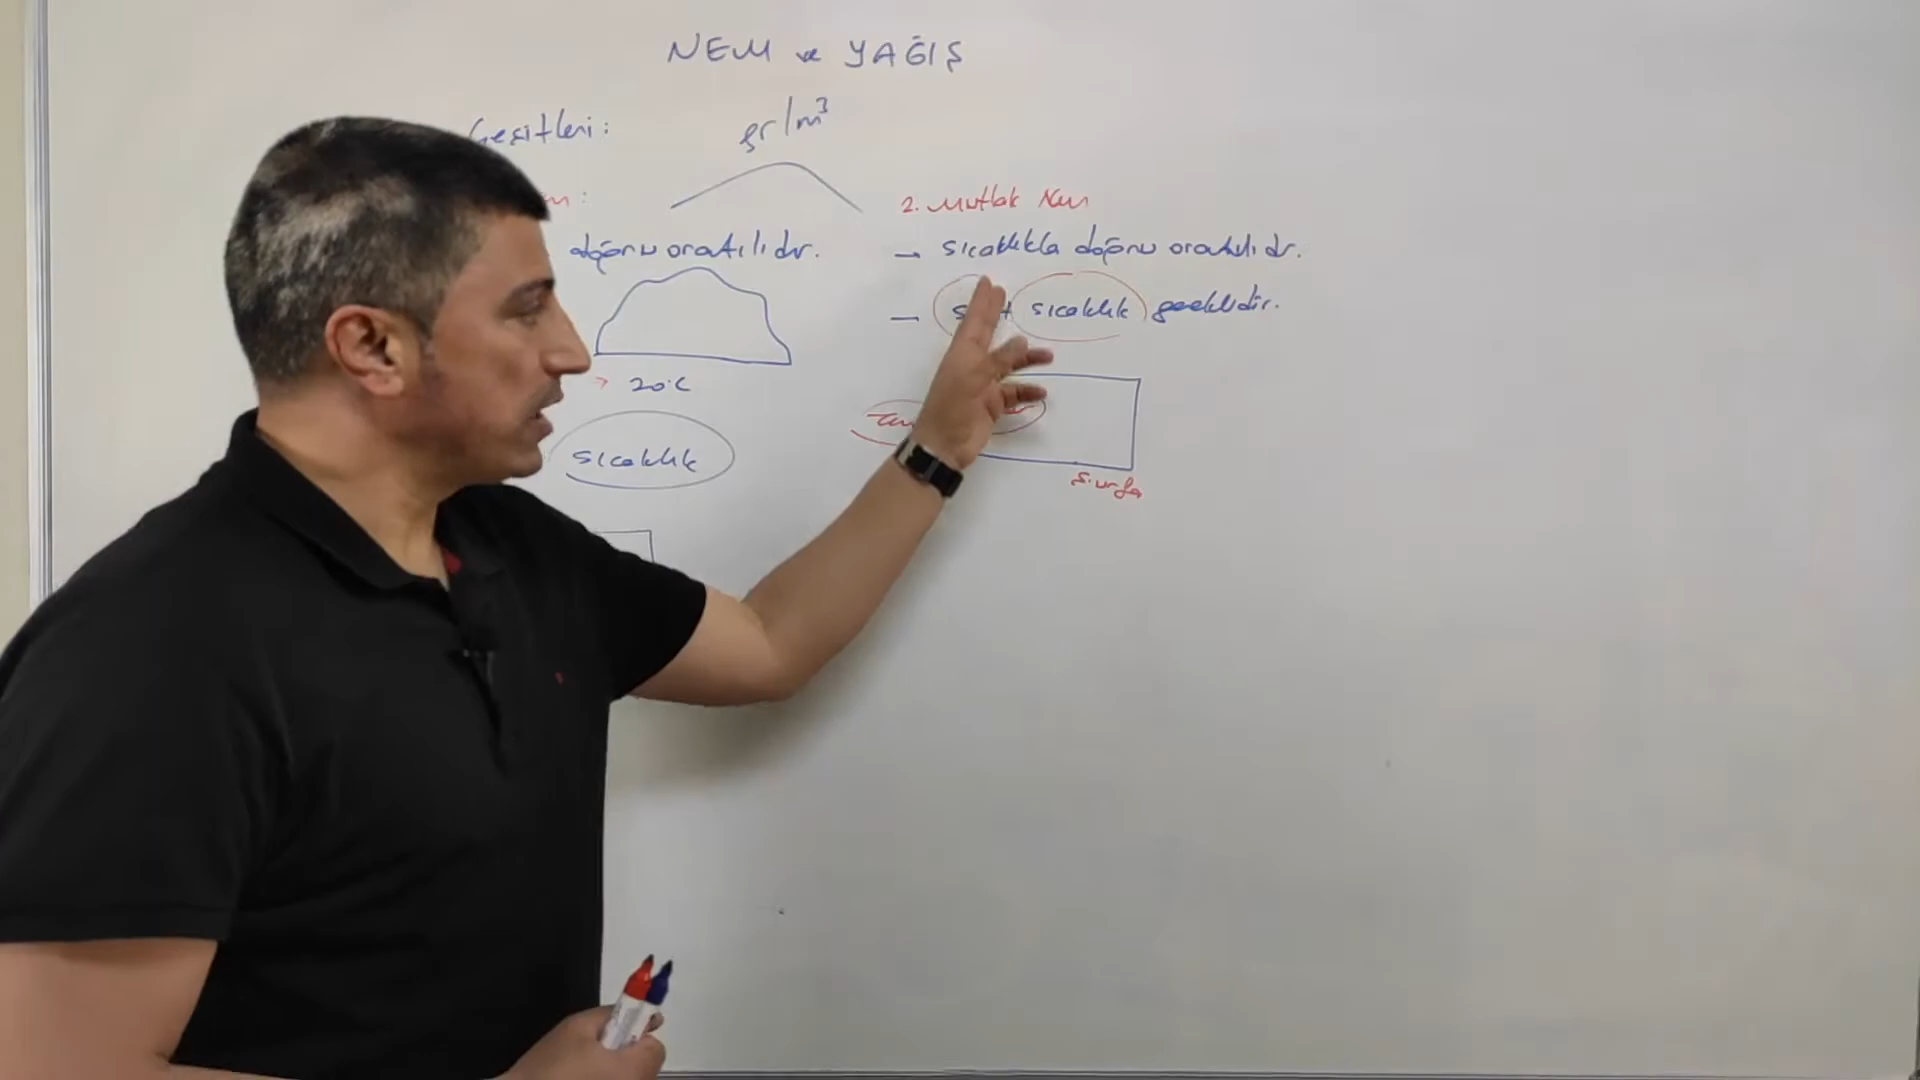 NEM ve YAĞIŞ
Çeşitleri:
gr/m³
doğru orantılıdır.
20°C
sıcaklık
2. Mutlak Nem
- sıcaklıkla doğru orantılıdır.
- sıcaklık gereklidir.
Ş.urfa